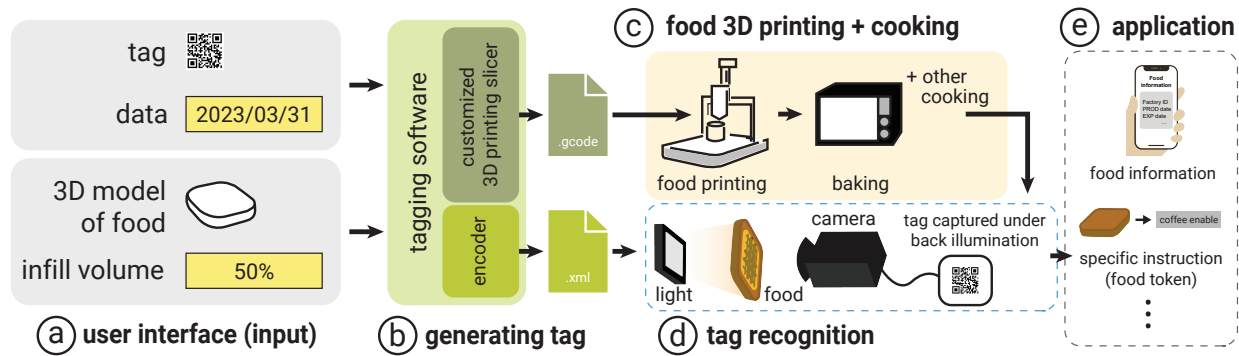 tag
data
2023/03/31
3D model
of food
infill volume
50%
a user interface (input)
tagging software
customized
3D printing slicer
encoder
.gcode
.xml
b generating tag
c food 3D printing + cooking
food printing
baking
+ other
cooking
light
food
camera
tag captured under
back illumination
d tag recognition
e application
Food
information
Factory ID
PROD date
EXP date
...
food information
coffee enable
specific instruction
(food token)